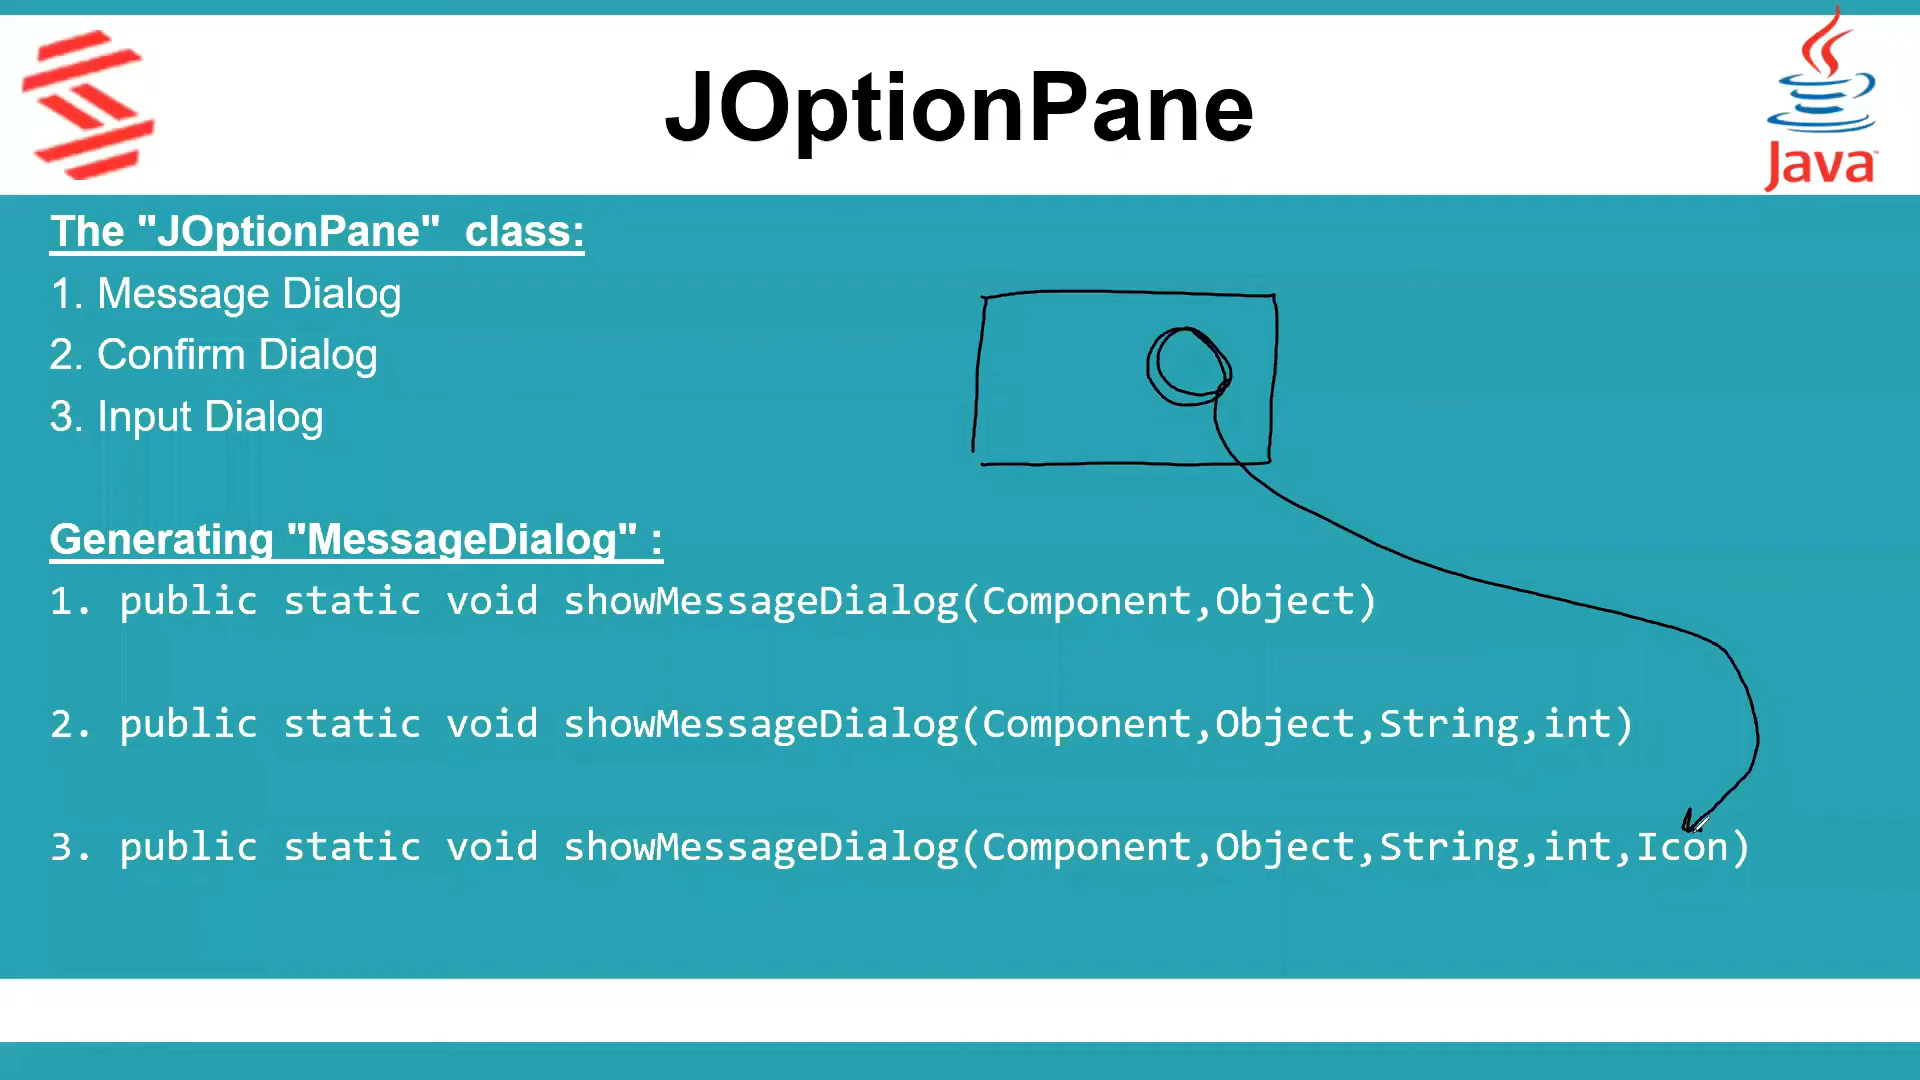 JOptionPane
Java™
The "JOptionPane"  class:
1. Message Dialog
2. Confirm Dialog
3. Input Dialog
Generating "MessageDialog" :
1. public static void showMessageDialog(Component,Object)
2. public static void showMessageDialog(Component,Object,String,int)
3. public static void showMessageDialog(Component,Object,String,int,Icon)